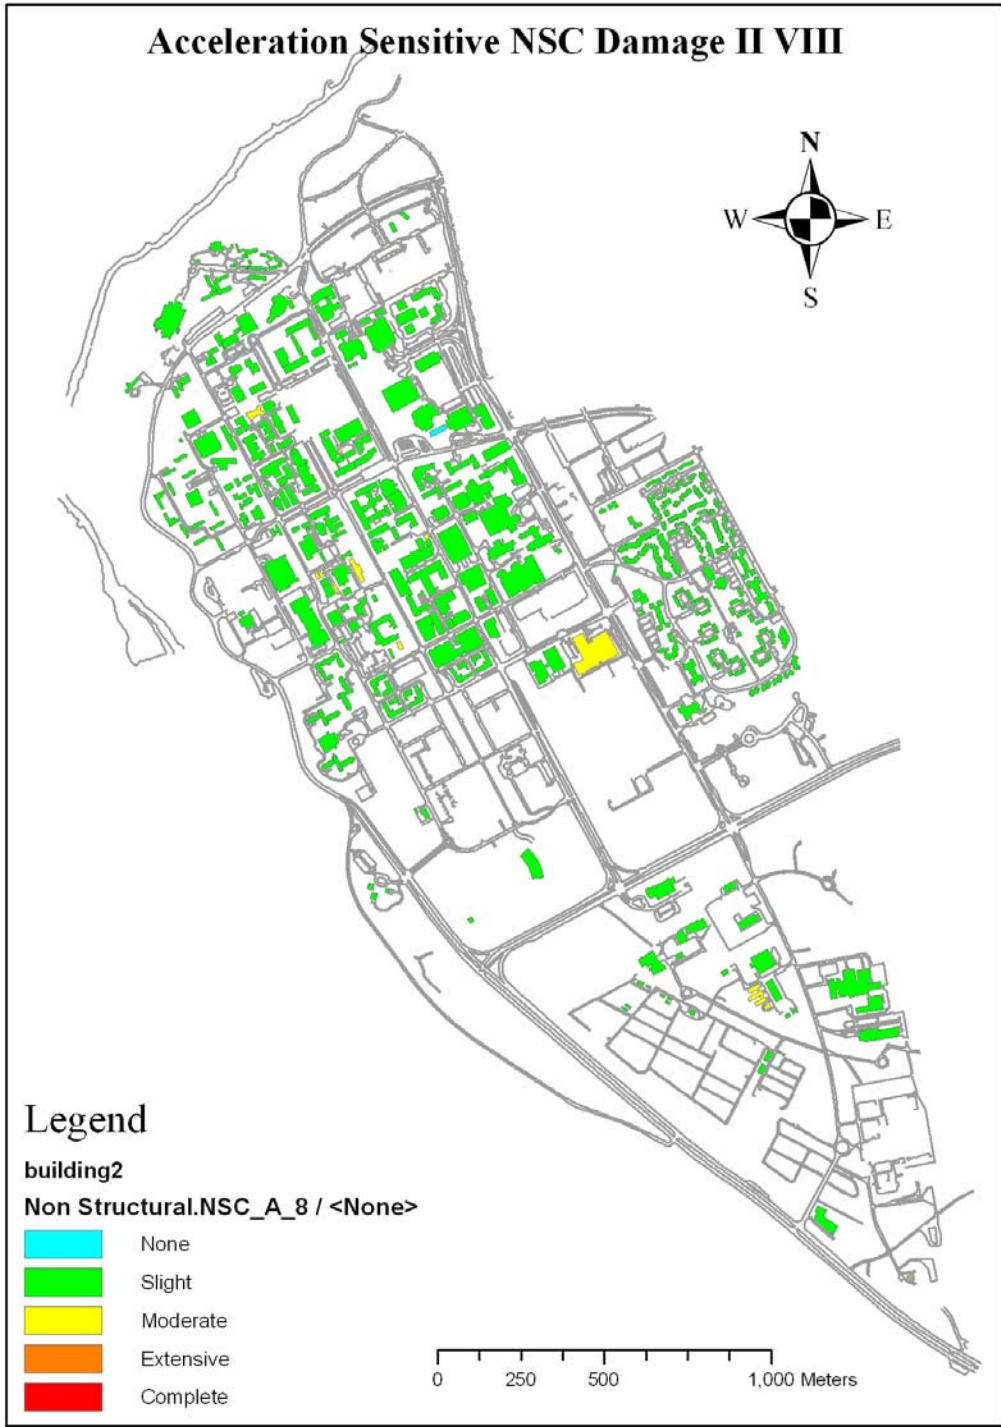 Acceleration Sensitive NSC Damage II VIII
N
W E
S
Legend
building2
Non Structural.NSC_A_8 / <None>
None
Slight
Moderate
Extensive
Complete
0 250 500 1,000 Meters